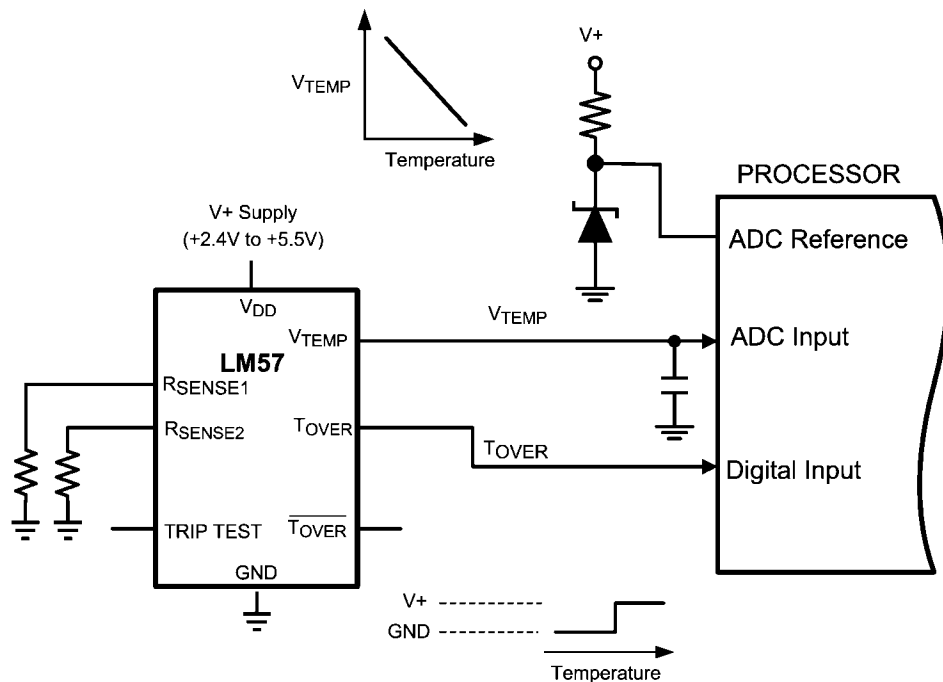 VTEMP
Temperature
V+
PROCESSOR
ADC Reference
V+ Supply
(+2.4V to +5.5V)
VDD
VTEMP
LM57
VTEMP
ADC Input
RSENSE1
RSENSE2
TOVER
TOVER
Digital Input
TRIP TEST
TOVER
GND
V+
GND
Temperature